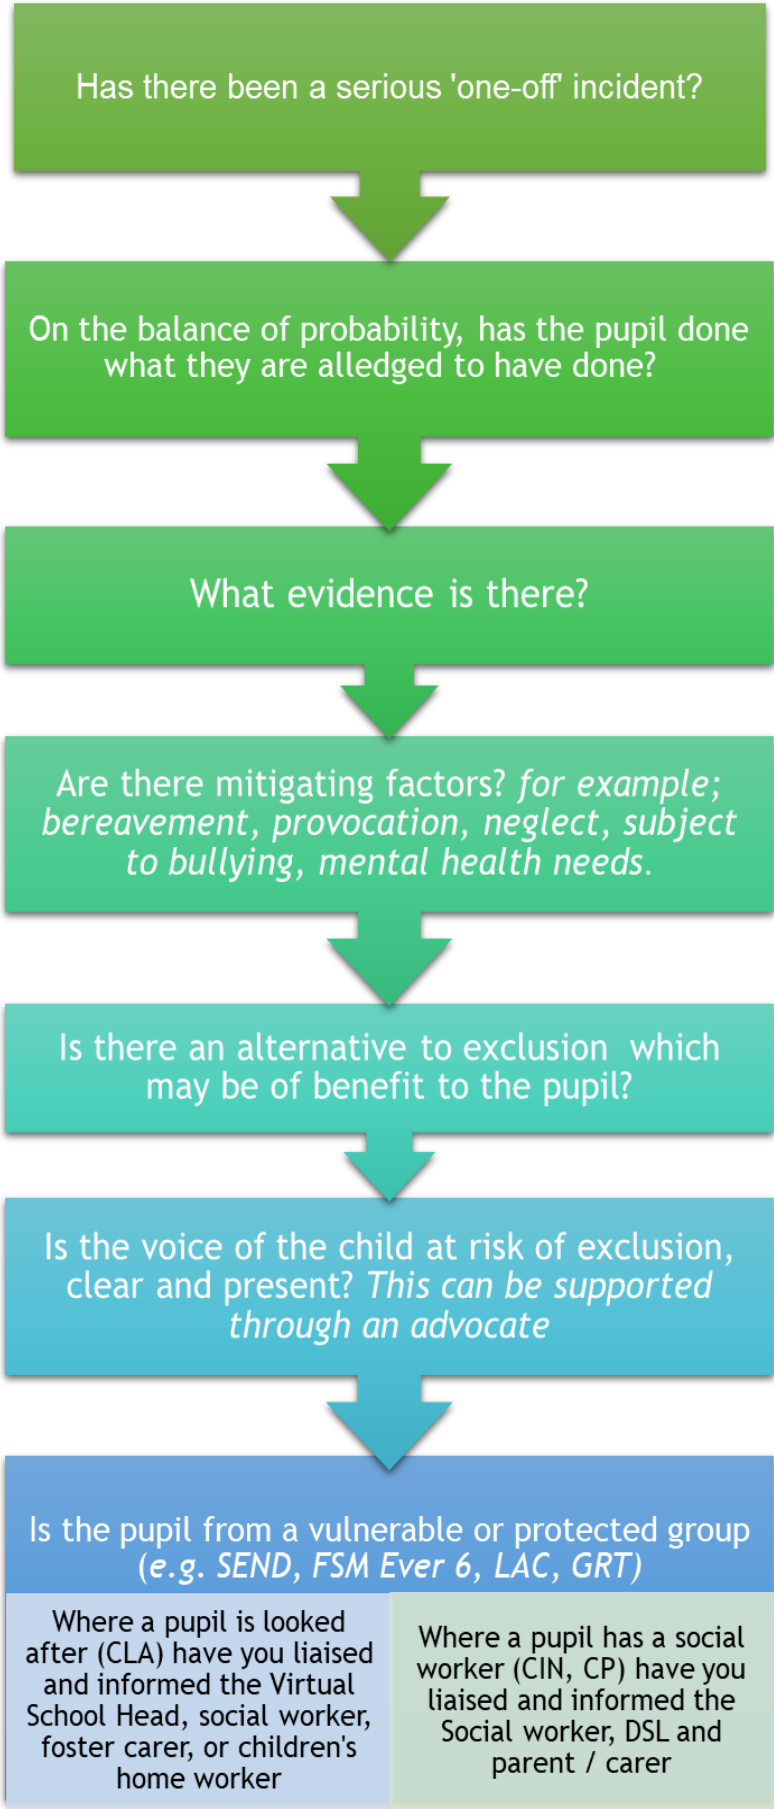 Has there been a serious 'one-off' incident?
On the balance of probability, has the pupil done
what they are alledged to have done?
What evidence is there?
Are there mitigating factors? for example;
bereavement, provocation, neglect, subject
to bullying, mental health needs.
Is there an alternative to exclusion  which
may be of benefit to the pupil?
Is the voice of the child at risk of exclusion,
clear and present? This can be supported
through an advocate
Is the pupil from a vulnerable or protected group
(e.g. SEND, FSM Ever 6, LAC, GRT)
Where a pupil is looked
after (CLA) have you liaised
and informed the Virtual
School Head, social worker,
foster carer, or children's
home worker
Where a pupil has a social
worker (CIN, CP) have you
liaised and informed the
Social worker, DSL and
parent / carer